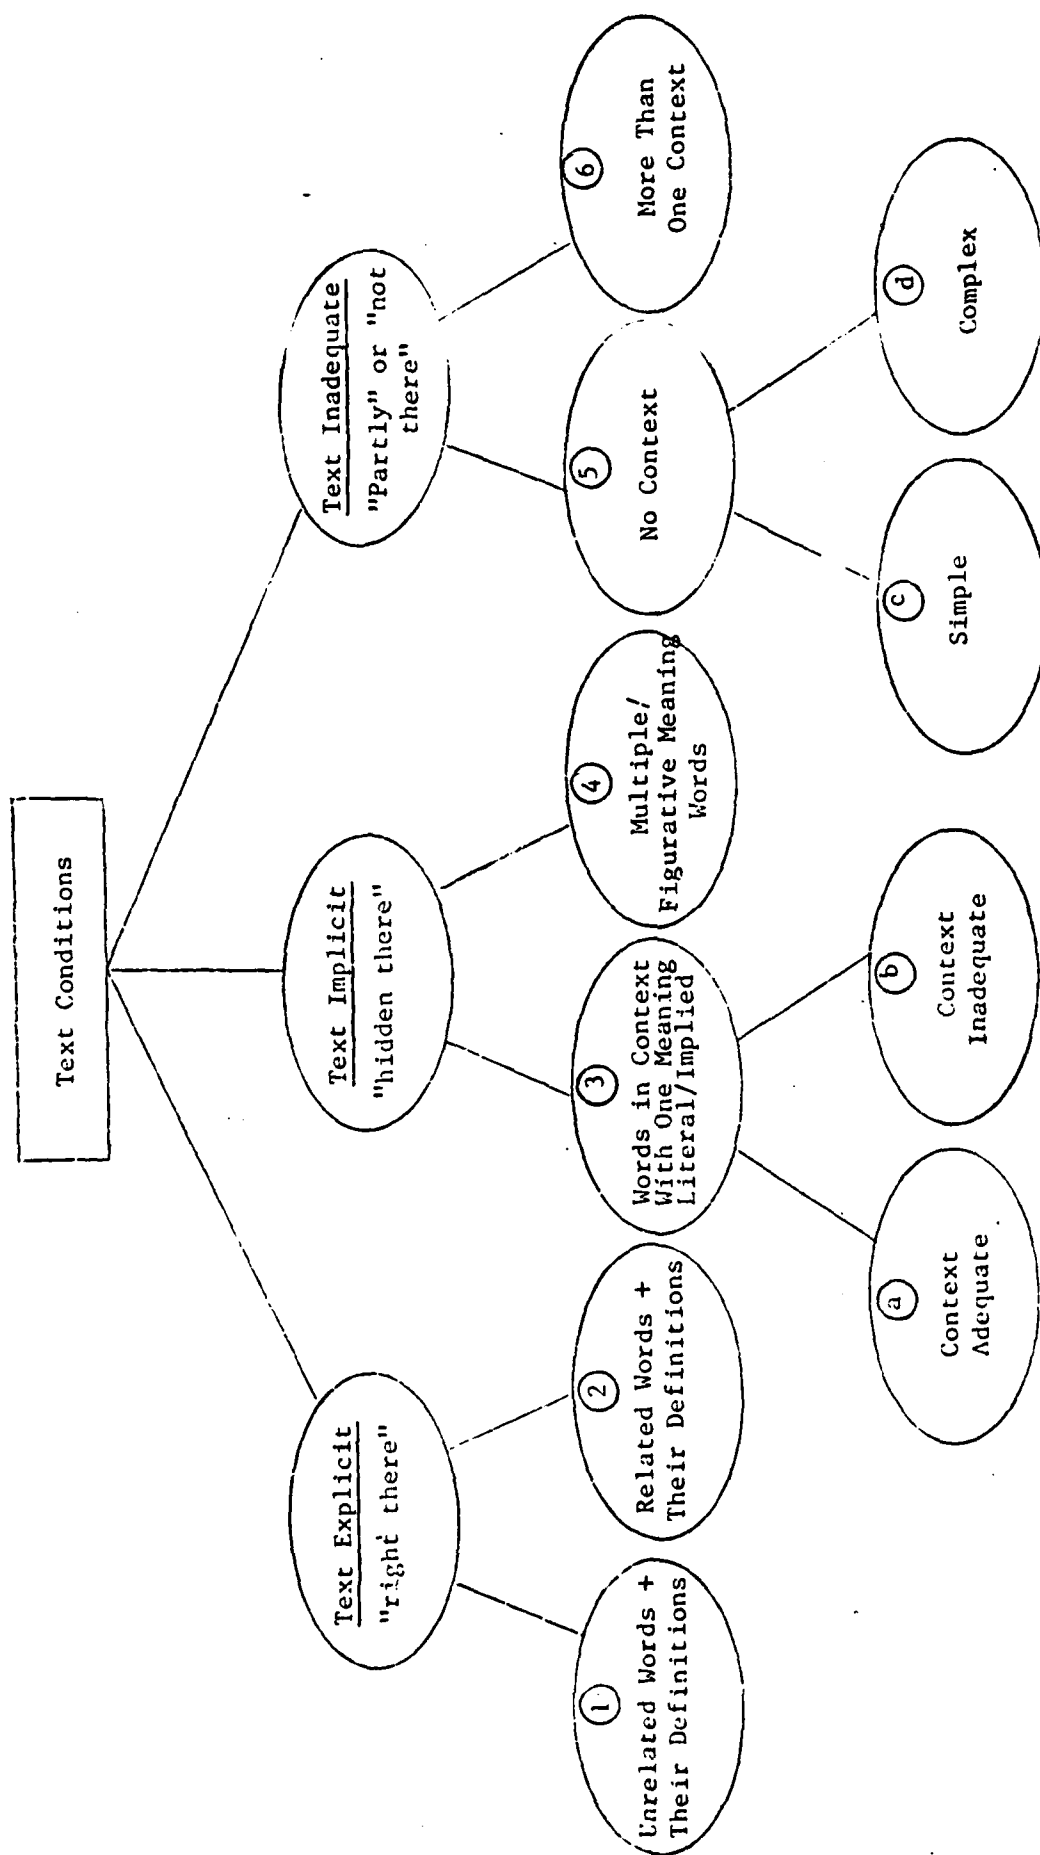 Text Conditions
Text Explicit
"right there"
Text Implicit
"hidden there"
Text Inadequate
"Partly" or "not
there"
1
Unrelated Words +
Their Definitions
2
Related Words +
Their Definitions
3
Words in Context
With One Meaning
Literal/Implied
4
Multiple/
Figurative Meaning
Words
5
No Context
6
More Than
One Context
a
Context
Adequate
b
Context
Inadequate
c
Simple
d
Complex